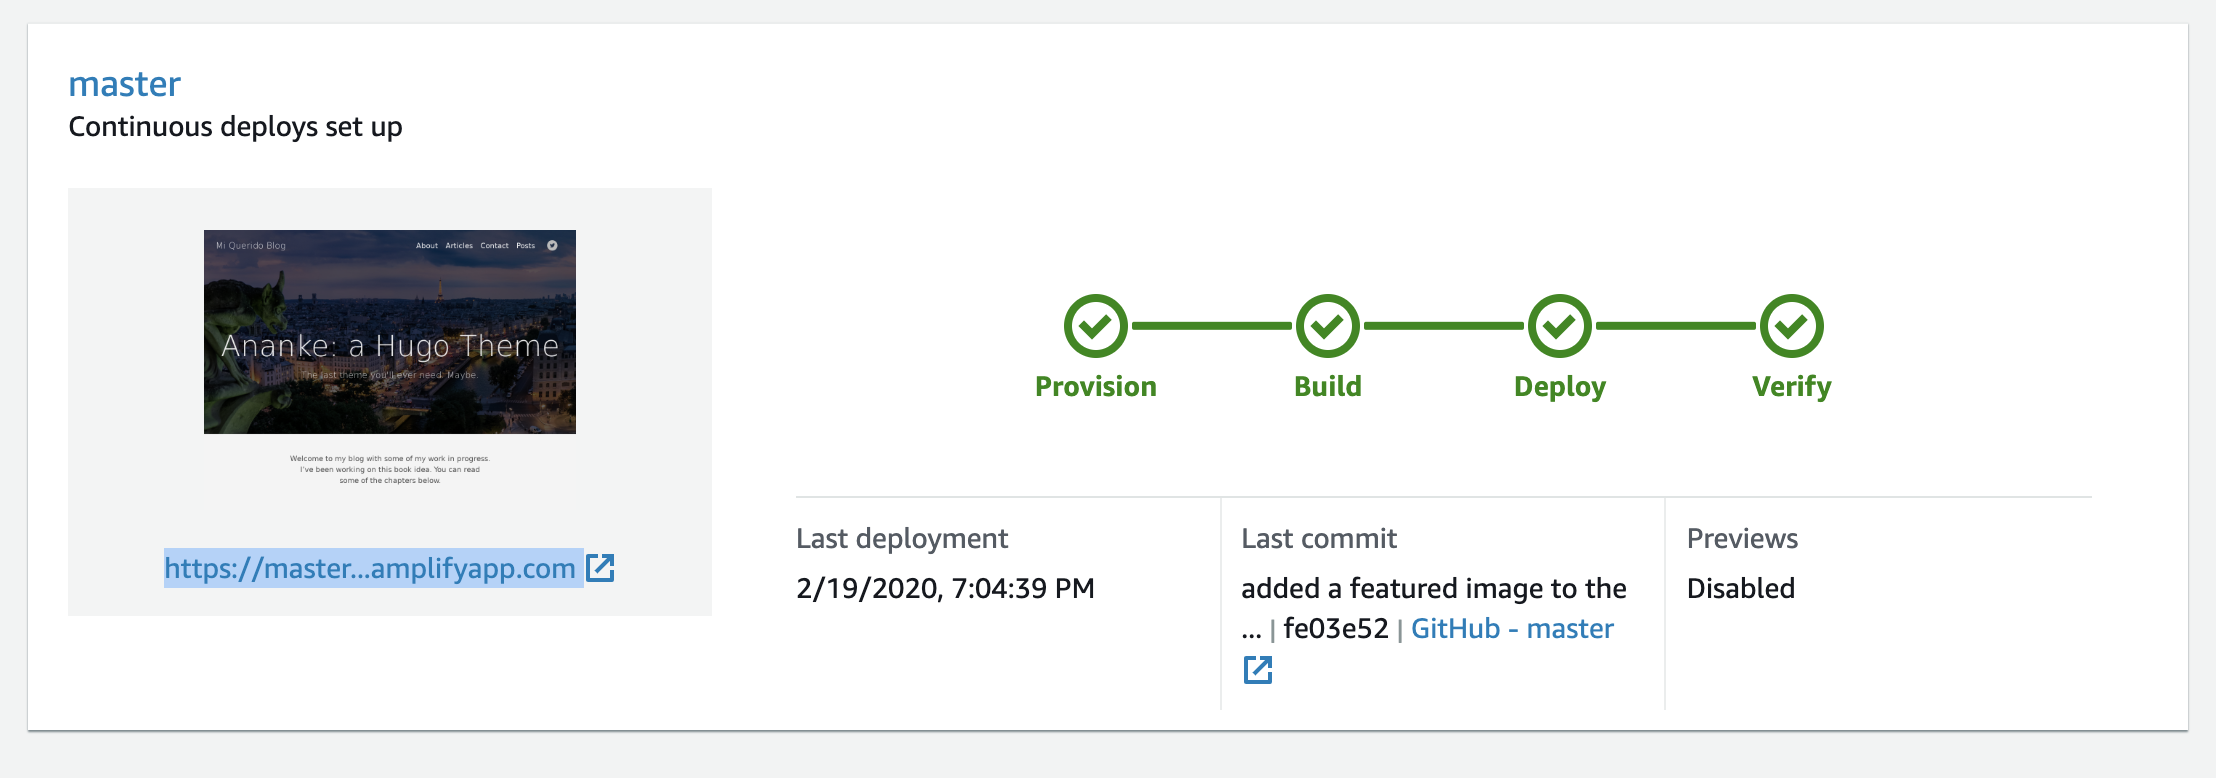 master
Continuous deploys set up
Mi Querido Blog
About Articles Contact Posts
Ananke: a Hugo Theme
The last theme you'll ever need. Maybe.
Welcome to my blog with some of my work in progress.
I've been working on this book idea. You can read
some of the chapters below.
https://master...amplifyapp.com
Provision
Build
Deploy
Verify
Last deployment
2/19/2020, 7:04:39 PM
Last commit
added a featured image to the
... | fe03e52 | GitHub - master
Previews
Disabled